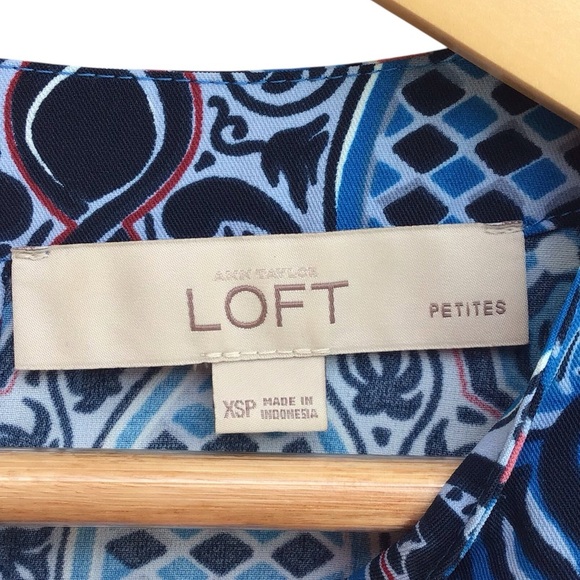 ANN TAYLOR
LOFT
PETITES
XSP
MADE IN
INDONESIA